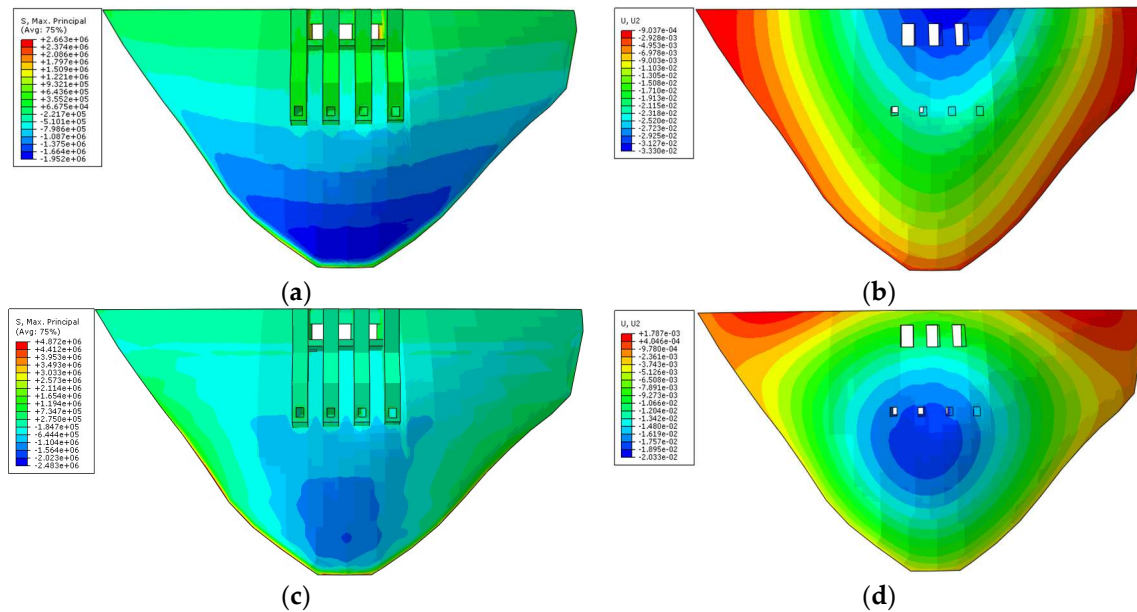 S, Max. Principal
(Avg: 75%)
+2.663e+06
+2.374e+06
+2.086e+06
+1.797e+06
+1.509e+06
+1.221e+06
+9.321e+05
+6.436e+05
+3.552e+05
+6.675e+04
-2.217e+05
-5.101e+05
-7.986e+05
-1.087e+06
-1.375e+06
-1.664e+06
-1.952e+06
(a)
U, U2
-9.037e-04
-2.928e-03
-4.953e-03
-6.978e-03
-9.003e-03
-1.103e-02
-1.305e-02
-1.508e-02
-1.710e-02
-1.913e-02
-2.115e-02
-2.318e-02
-2.520e-02
-2.723e-02
-2.925e-02
-3.127e-02
-3.330e-02
(b)
S, Max. Principal
(Avg: 75%)
+4.872e+06
+4.412e+06
+3.953e+06
+3.493e+06
+3.033e+06
+2.573e+06
+2.114e+06
+1.654e+06
+1.194e+06
+7.347e+05
+2.750e+05
-1.847e+05
-6.444e+05
-1.104e+06
-1.564e+06
-2.023e+06
-2.483e+06
(c)
U, U2
+1.787e-03
+4.046e-04
-9.780e-04
-2.361e-03
-3.743e-03
-5.126e-03
-6.508e-03
-7.891e-03
-9.273e-03
-1.066e-02
-1.204e-02
-1.342e-02
-1.480e-02
-1.619e-02
-1.757e-02
-1.895e-02
-2.033e-02
(d)